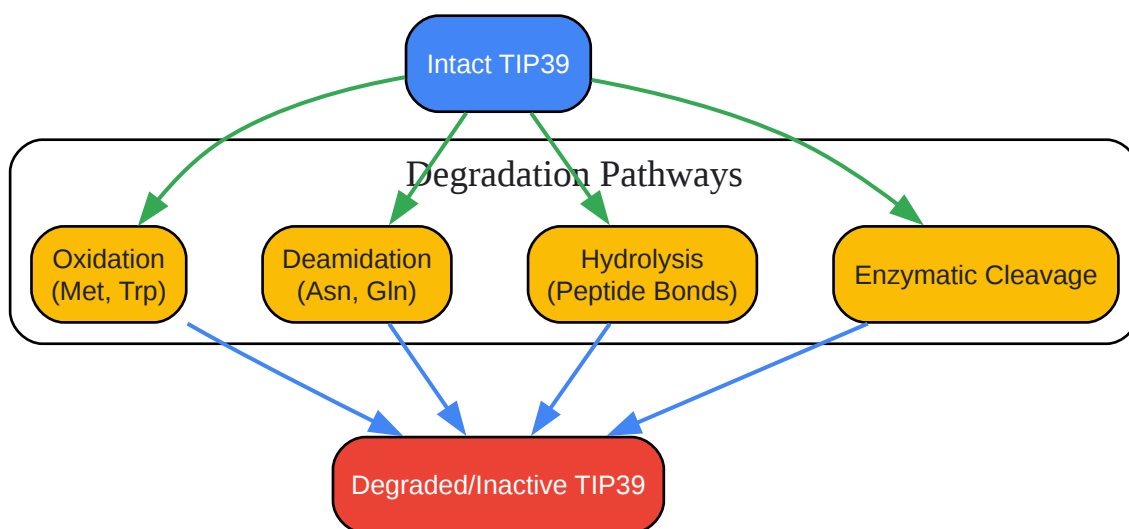 Intact TIP39
Degradation Pathways
Oxidation
(Met, Trp)
Deamidation
(Asn, Gln)
Hydrolysis
(Peptide Bonds)
Enzymatic Cleavage
Degraded/Inactive TIP39